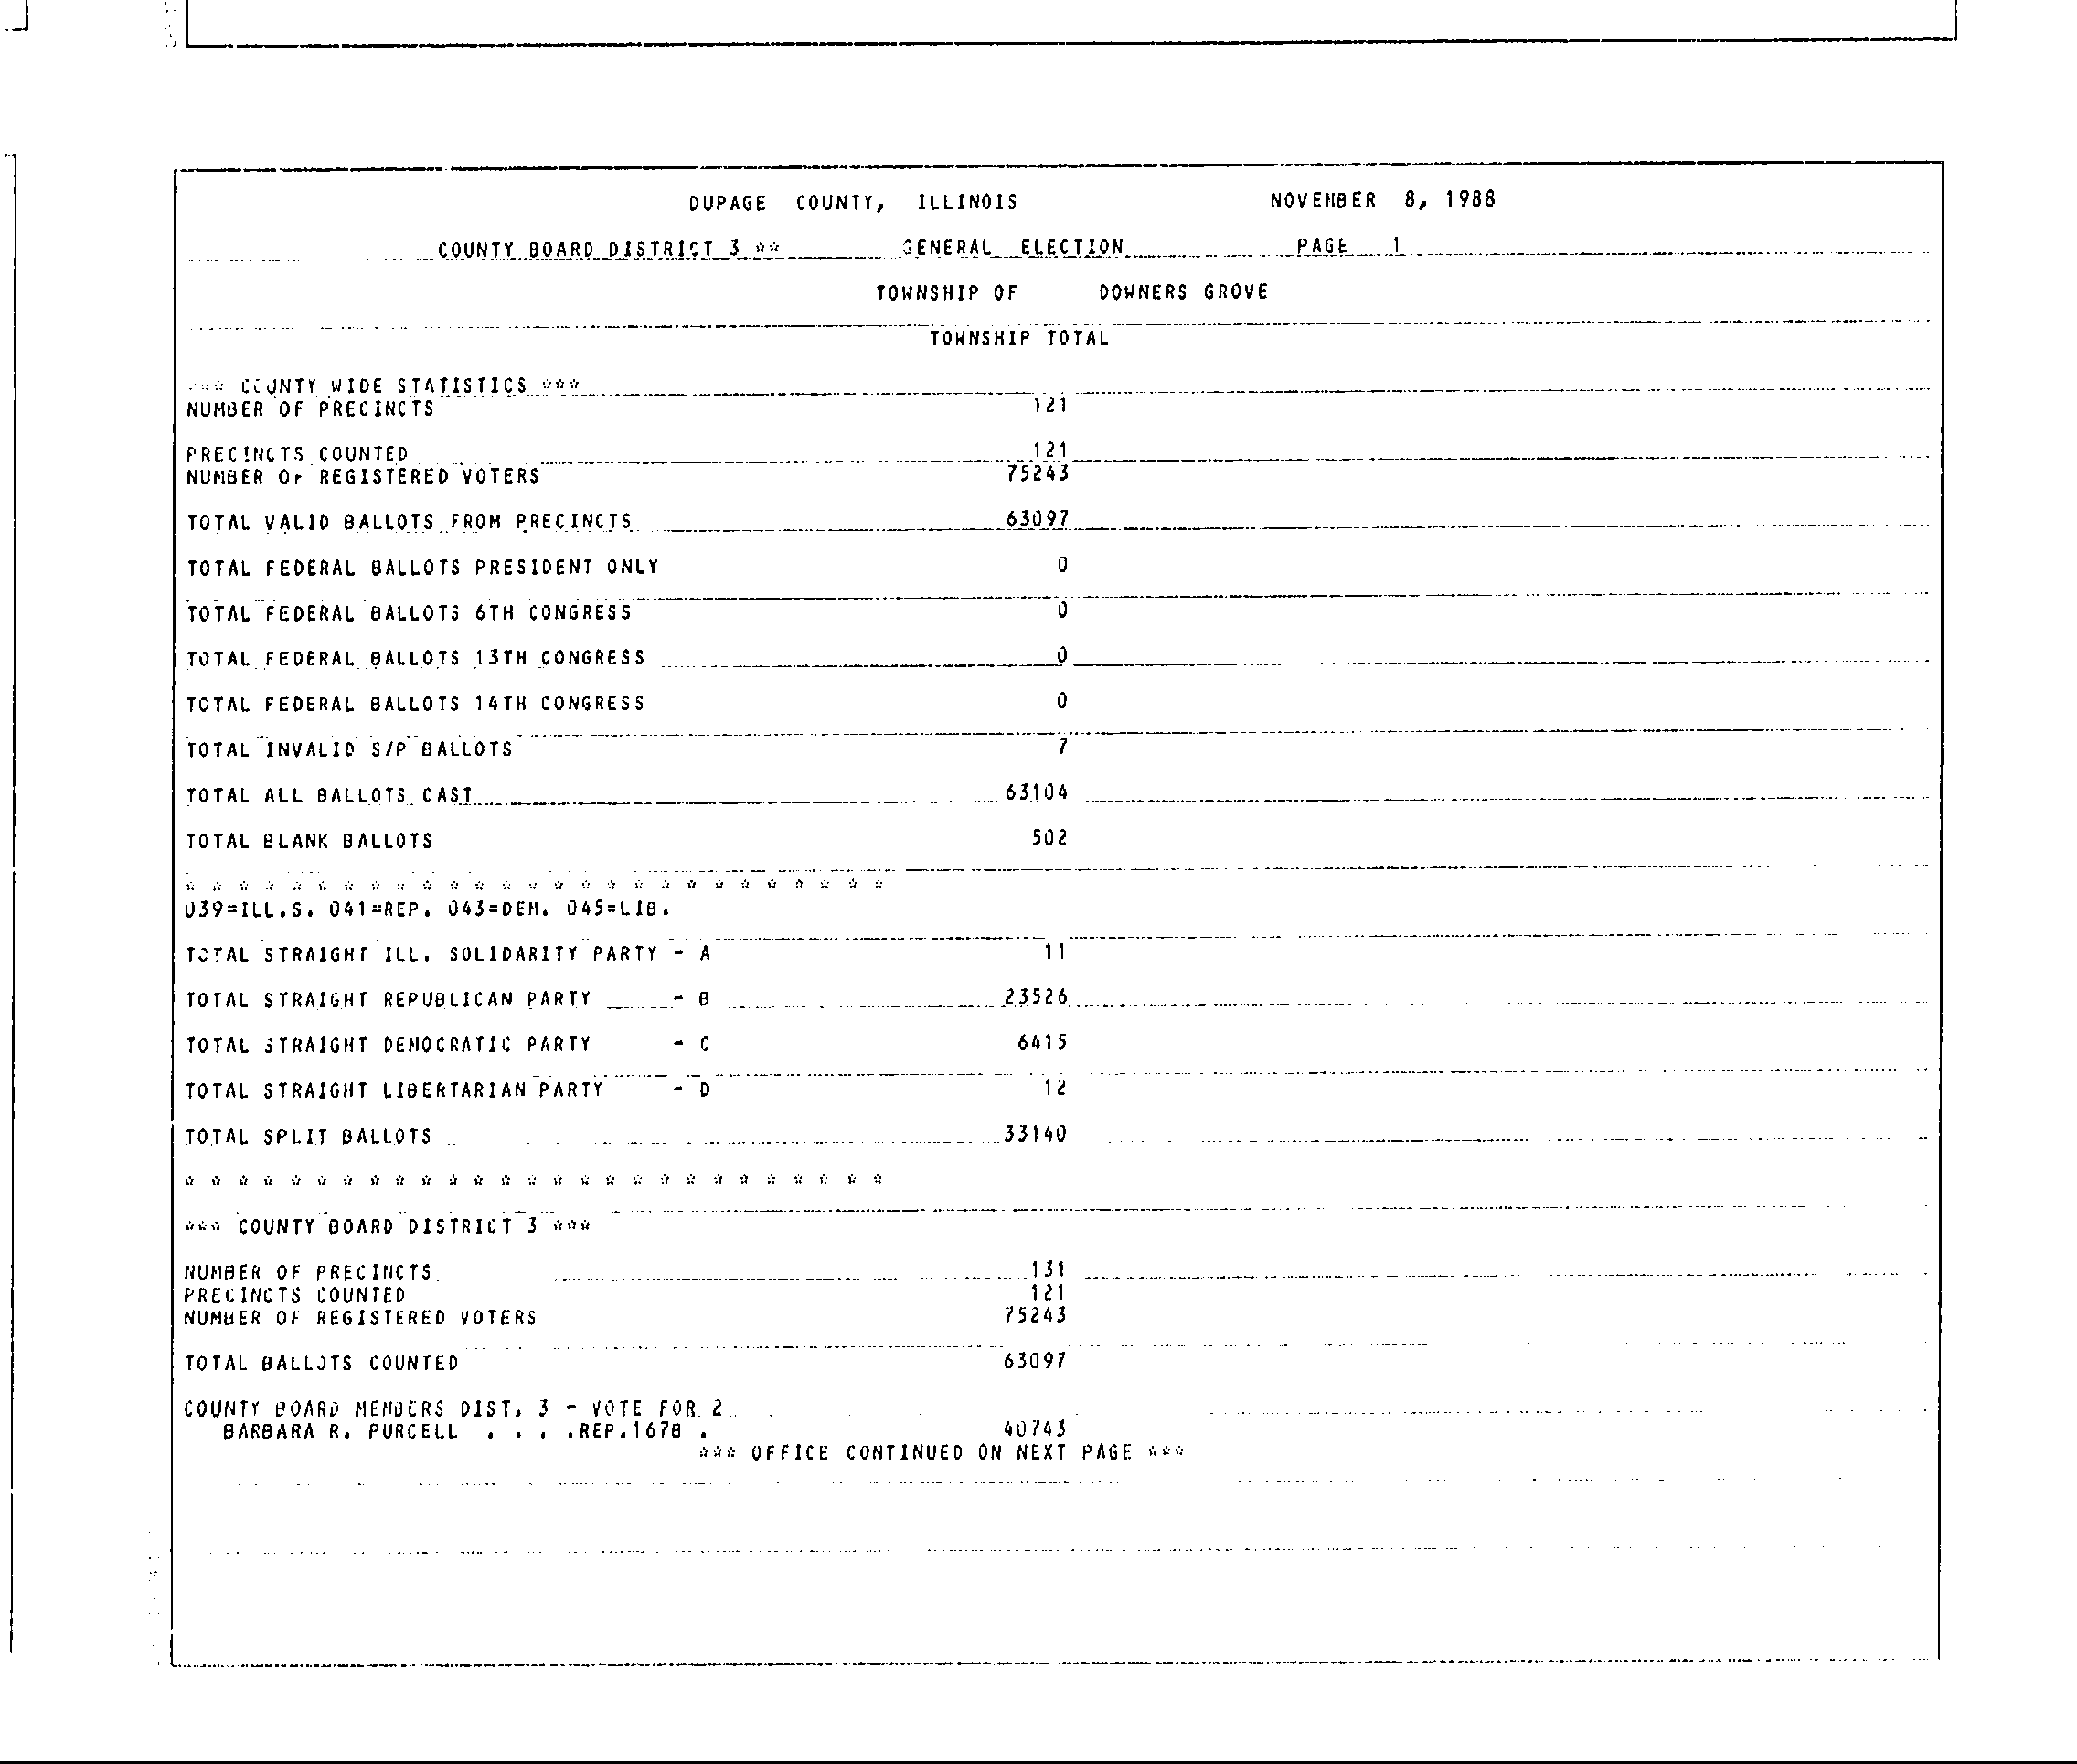 DUPAGE COUNTY, ILLINOIS NOVEMBER 8, 1988
COUNTY BOARD DISTRICT 3 ** GENERAL ELECTION PAGE 1
TOWNSHIP OF DOWNERS GROVE
TOWNSHIP TOTAL
*** COUNTY WIDE STATISTICS ***
NUMBER OF PRECINCTS 121
PRECINCTS COUNTED 121
NUMBER OF REGISTERED VOTERS 75243
TOTAL VALID BALLOTS FROM PRECINCTS 63097
TOTAL FEDERAL BALLOTS PRESIDENT ONLY 0
TOTAL FEDERAL BALLOTS 6TH CONGRESS 0
TOTAL FEDERAL BALLOTS 13TH CONGRESS 0
TOTAL FEDERAL BALLOTS 14TH CONGRESS 0
TOTAL INVALID S/P BALLOTS 7
TOTAL ALL BALLOTS CAST 63104
TOTAL BLANK BALLOTS 502
* * * * * * * * * * * * * * * * * * * * * * * * * * *
039=ILL.S. 041=REP. 043=DEM. 045=LIB.
TOTAL STRAIGHT ILL. SOLIDARITY PARTY - A 11
TOTAL STRAIGHT REPUBLICAN PARTY - B 23526
TOTAL STRAIGHT DEMOCRATIC PARTY - C 6415
TOTAL STRAIGHT LIBERTARIAN PARTY - D 12
TOTAL SPLIT BALLOTS 33140
* * * * * * * * * * * * * * * * * * * * * * * * * * *
*** COUNTY BOARD DISTRICT 3 ***
NUMBER OF PRECINCTS 131
PRECINCTS COUNTED 121
NUMBER OF REGISTERED VOTERS 75243
TOTAL BALLOTS COUNTED 63097
COUNTY BOARD MEMBERS DIST. 3 - VOTE FOR 2
BARBARA R. PURCELL . . . .REP.167B . 40743
*** OFFICE CONTINUED ON NEXT PAGE ***